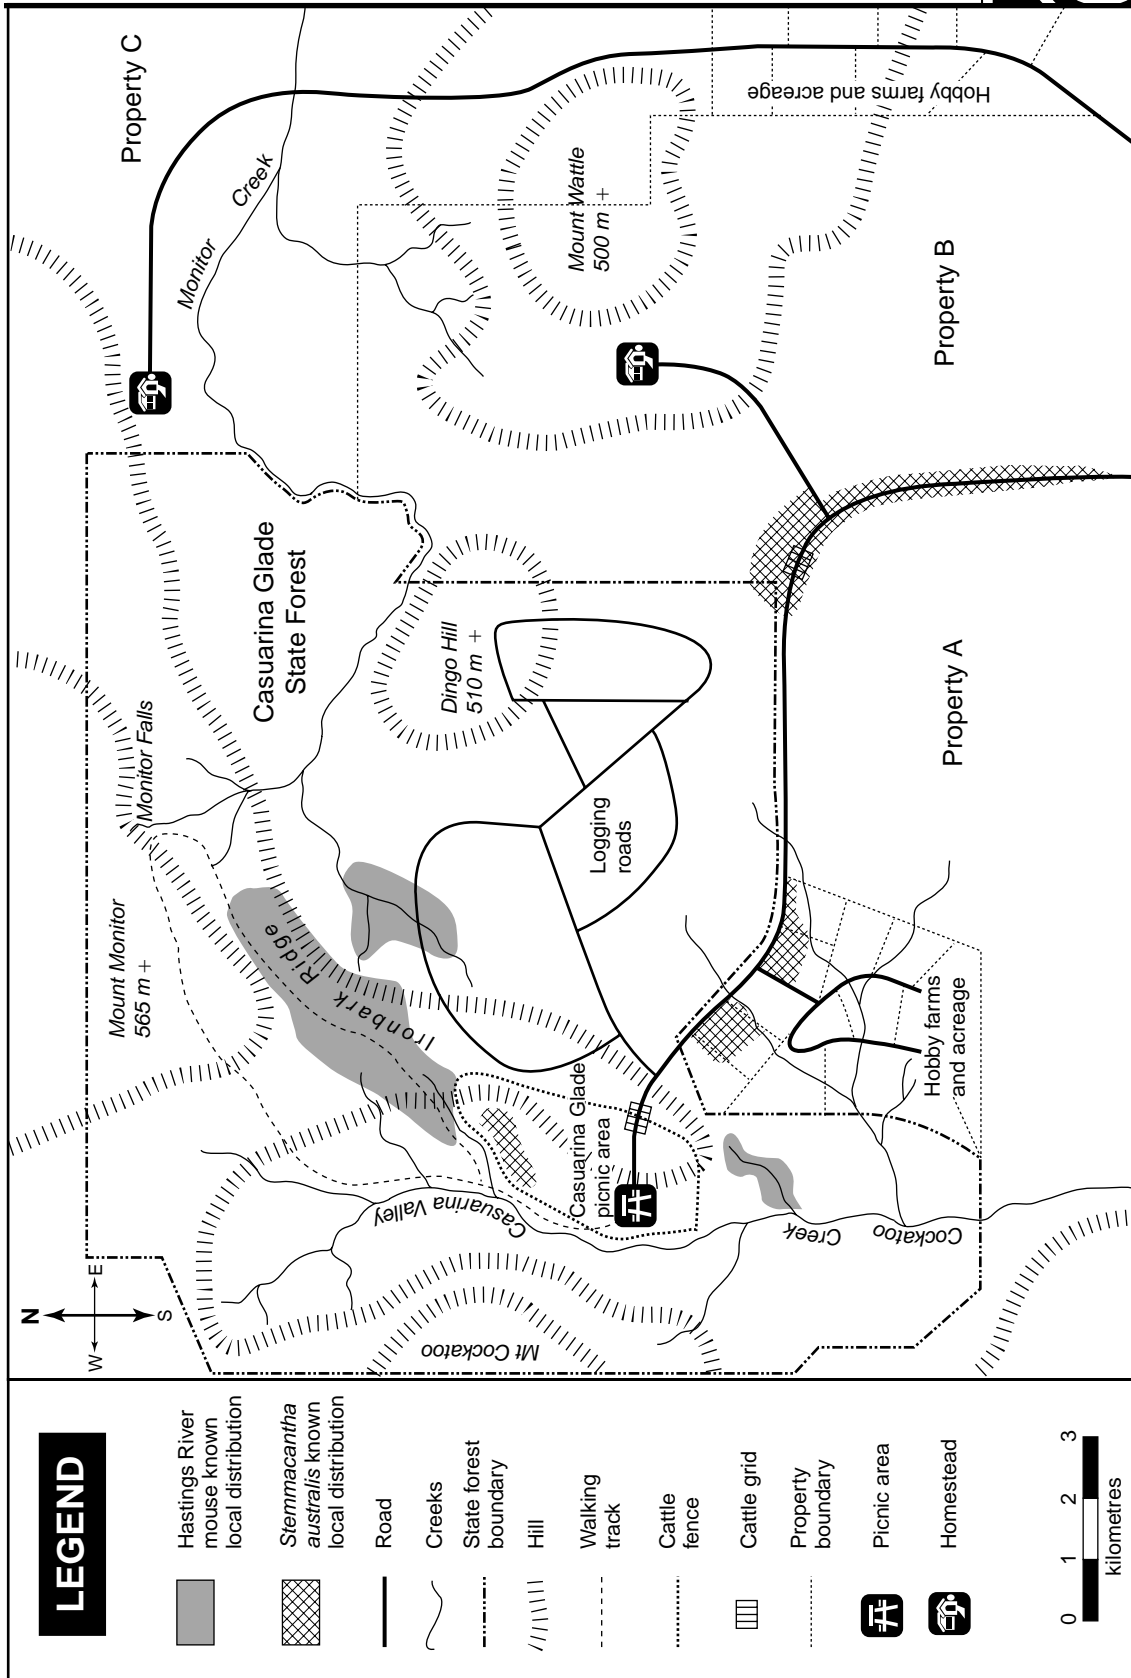 LEGEND
Hastings River
mouse known
local distribution
Stemmacantha
australis known
local distribution
Road
Creeks
State forest
boundary
Hill
Walking
track
Cattle
fence
Cattle grid
Property
boundary
Picnic area
Homestead
0 1 2 3
kilometres
N
W E
S
Mount Monitor
565 m +
Monitor Falls
Property C
Monitor Creek
Casuarina Glade
State Forest
Ironbark Ridge
Dingo Hill
510 m +
Mount Wattle
500 m +
Mt Cockatoo
Casuarina Valley
Casuarina Glade
picnic area
Logging
roads
Cockatoo Creek
Hobby farms
and acreage
Property A
Property B
Hobby farms and acreage